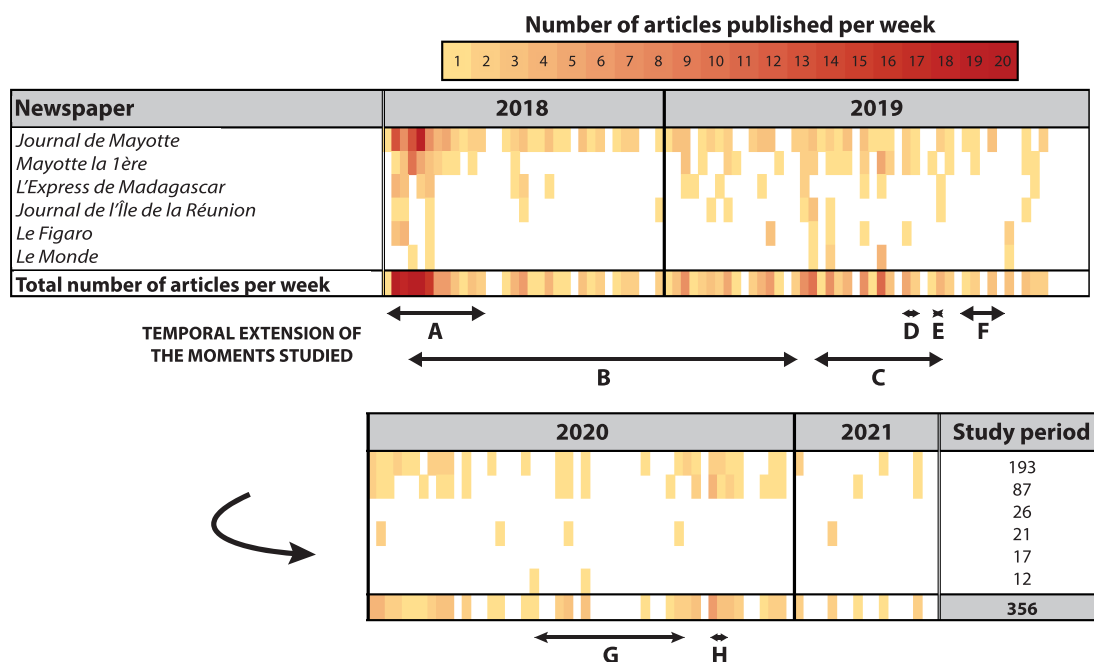 Number of articles published per week
1 2 3 4 5 6 7 8 9 10 11 12 13 14 15 16 17 18 19 20
Newspaper 2018 2019
Journal de Mayotte
Mayotte la 1ère
L'Express de Madagascar
Journal de l'Île de la Réunion
Le Figaro
Le Monde
Total number of articles per week
TEMPORAL EXTENSION OF
THE MOMENTS STUDIED
A D E F
B C
2020 2021 Study period
193
87
26
21
17
12
356
G H